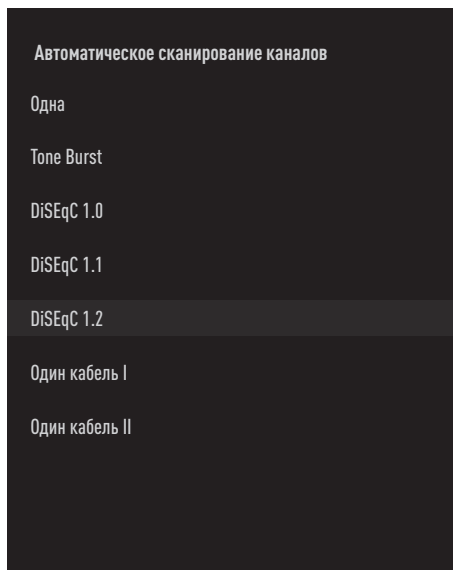 Автоматическое сканирование каналов
Одна
Tone Burst
DiSEqC 1.0
DiSEqC 1.1
DiSEqC 1.2
Один кабель I
Один кабель II